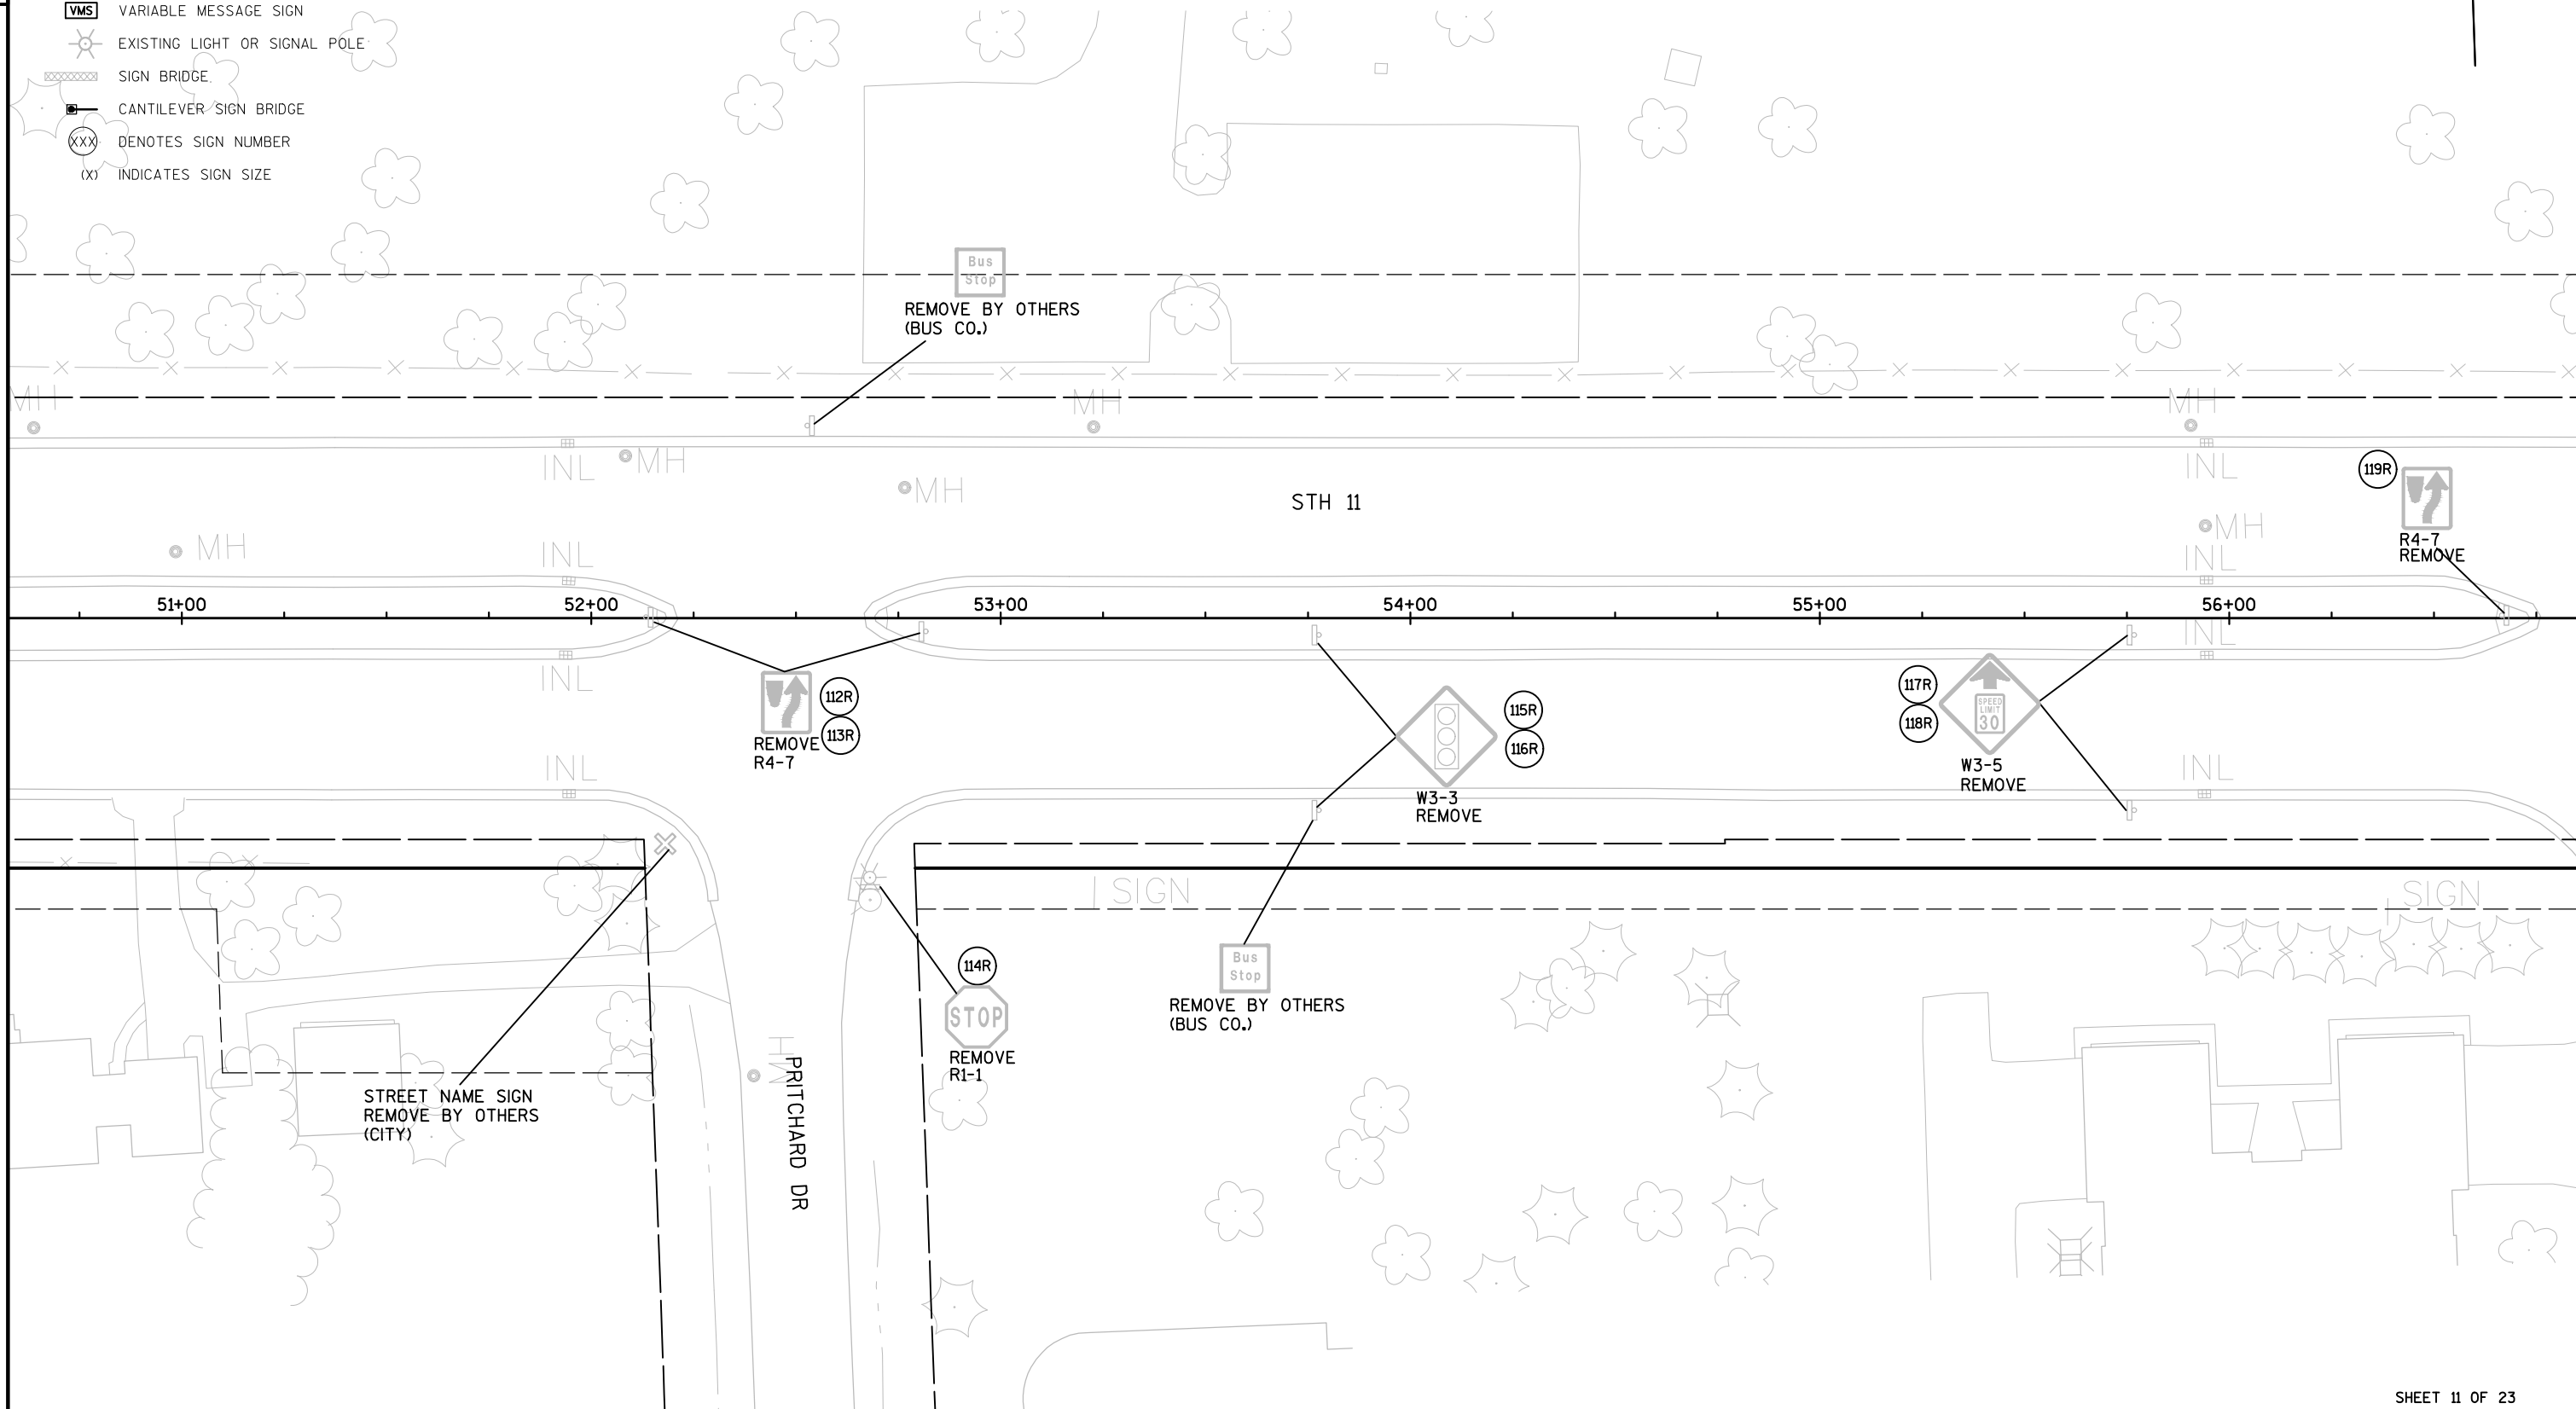 VMS VARIABLE MESSAGE SIGN
EXISTING LIGHT OR SIGNAL POLE
SIGN BRIDGE
CANTILEVER SIGN BRIDGE
XXX DENOTES SIGN NUMBER
(X) INDICATES SIGN SIZE
Bus
Stop
REMOVE BY OTHERS
(BUS CO.)
MH
MH
MH
INL
MH
MH
INL
STH 11
119R
R4-7
REMOVE
MH
INL
MH
INL
51+00
52+00
53+00
54+00
55+00
56+00
INL
INL
112R
113R
REMOVE
R4-7
115R
116R
W3-3
REMOVE
117R
118R
SPEED
LIMIT
30
W3-5
REMOVE
INL
INL
SIGN
SIGN
114R
STOP
REMOVE
R1-1
Bus
Stop
REMOVE BY OTHERS
(BUS CO.)
MH
PRITCHARD DR
STREET NAME SIGN
REMOVE BY OTHERS
(CITY)
SHEET 11 OF 23